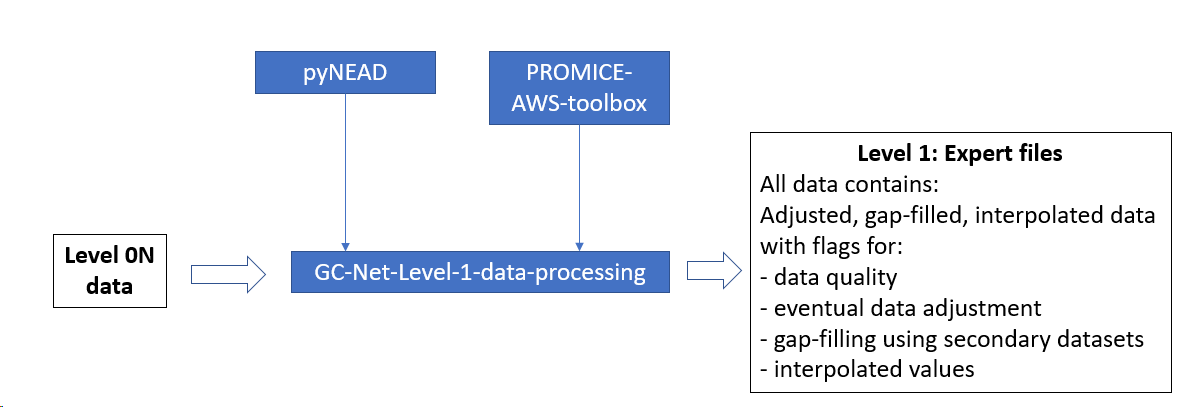 pyNEAD
PROMICE-
AWS-toolbox
Level 0N
data
GC-Net-Level-1-data-processing
Level 1: Expert files
All data contains:
Adjusted, gap-filled, interpolated data
with flags for:
- data quality
- eventual data adjustment
- gap-filling using secondary datasets
- interpolated values